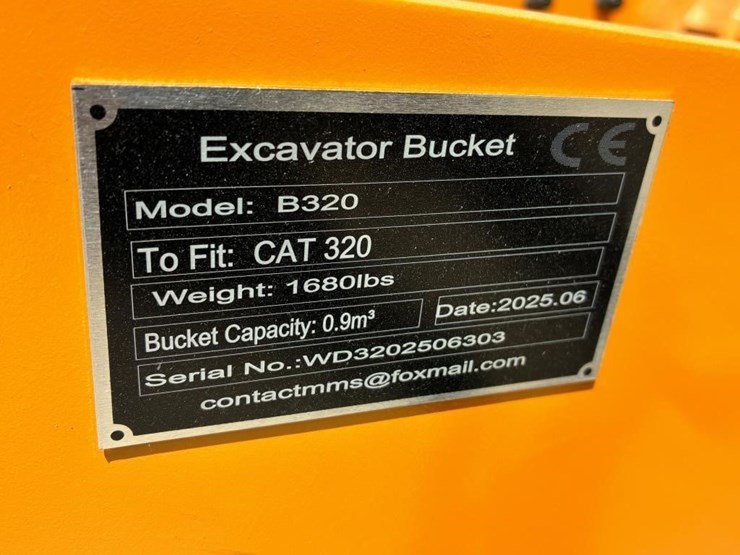 Excavator Bucket CE
Model: B320
To Fit: CAT 320
Weight: 1680lbs
Bucket Capacity: 0.9m³ Date:2025.06
Serial No.:WD3202506303
contactmms@foxmail.com